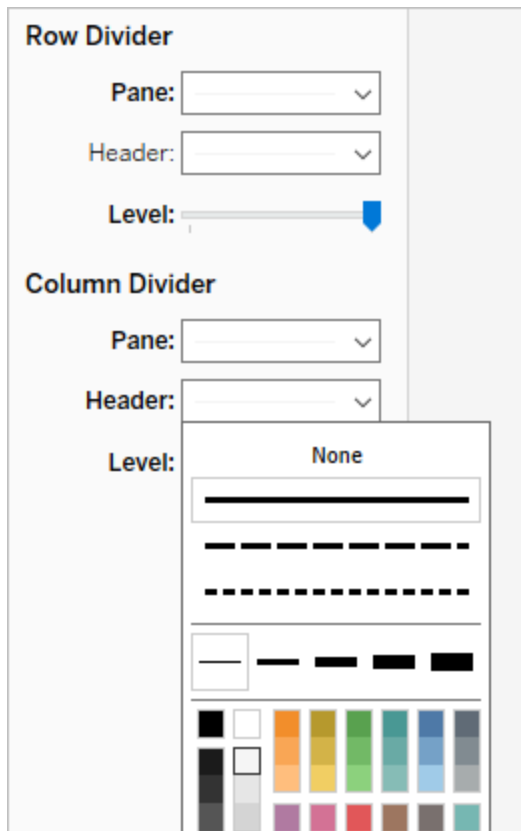 Row Divider
Pane:
Header:
Level:
Column Divider
Pane:
Header:
Level:
None